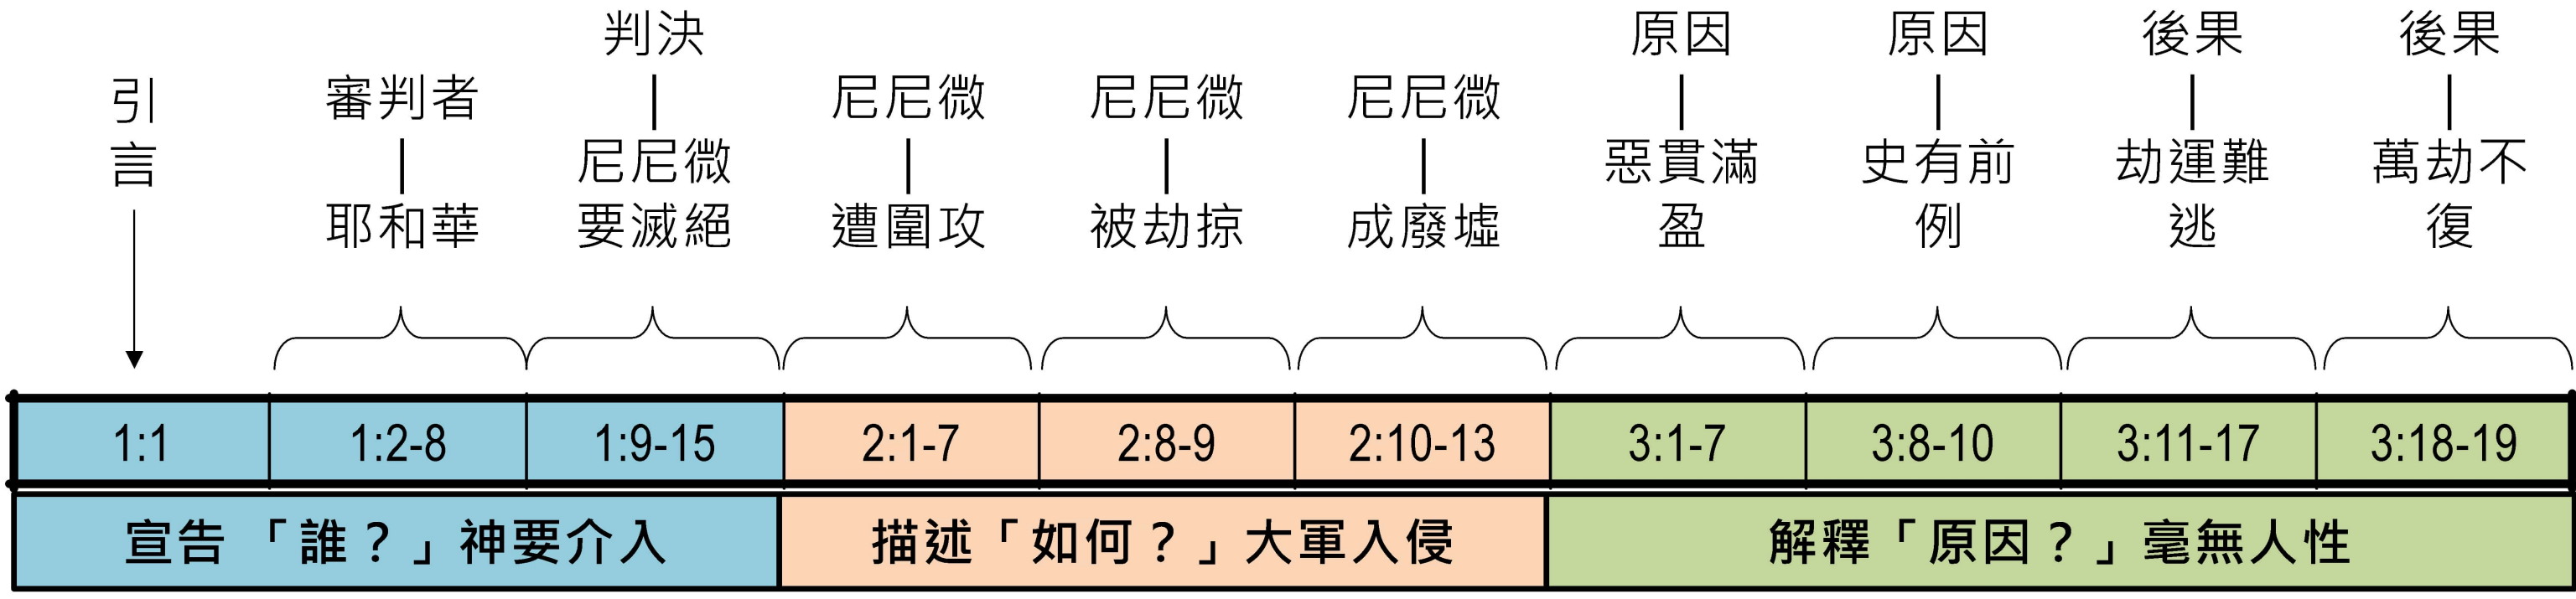 引
言
審判者
耶和華
判決
尼尼微
要滅絕
尼尼微
遭圍攻
尼尼微
被劫掠
尼尼微
成廢墟
原因
惡貫滿
盈
原因
史有前
例
後果
劫運難
逃
後果
萬劫不
復
1:1
1:2-8
1:9-15
2:1-7
2:8-9
2:10-13
3:1-7
3:8-10
3:11-17
3:18-19
宣告「誰？」神要介入
描述「如何？」大軍入侵
解釋「原因？」毫無人性